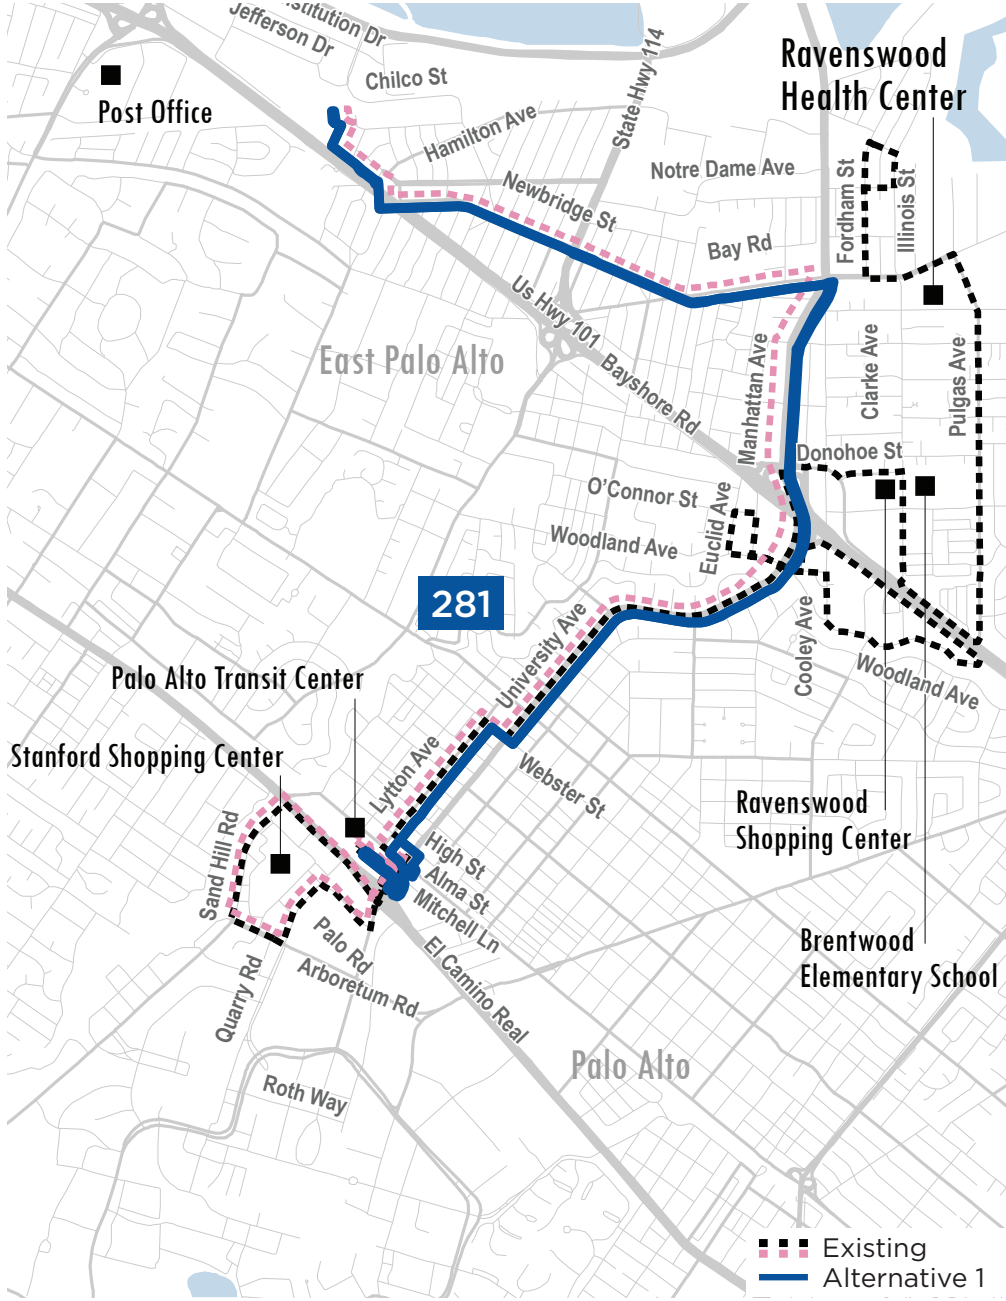 nstitution Dr
Jefferson Dr
Chilco St
State Hwy 114
Ravenswood
Health Center
Post Office
Hamilton Ave
Notre Dame Ave
Newbridge St
Fordham St
Illinois St
Bay Rd
Us Hwy 101
Bayshore Rd
East Palo Alto
Manhattan Ave
Clarke Ave
Pulgas Ave
Donohoe St
O'Connor St
Euclid Ave
Woodland Ave
281
University Ave
Cooley Ave
Woodland Ave
Palo Alto Transit Center
Stanford Shopping Center
Lytton Ave
Webster St
Ravenswood
Shopping Center
Sand Hill Rd
High St
Alma St
Mitchell Ln
Palo Rd
Arboretum Rd
Quarry Rd
El Camino Real
Brentwood
Elementary School
Palo Alto
Roth Way
Existing
Alternative 1